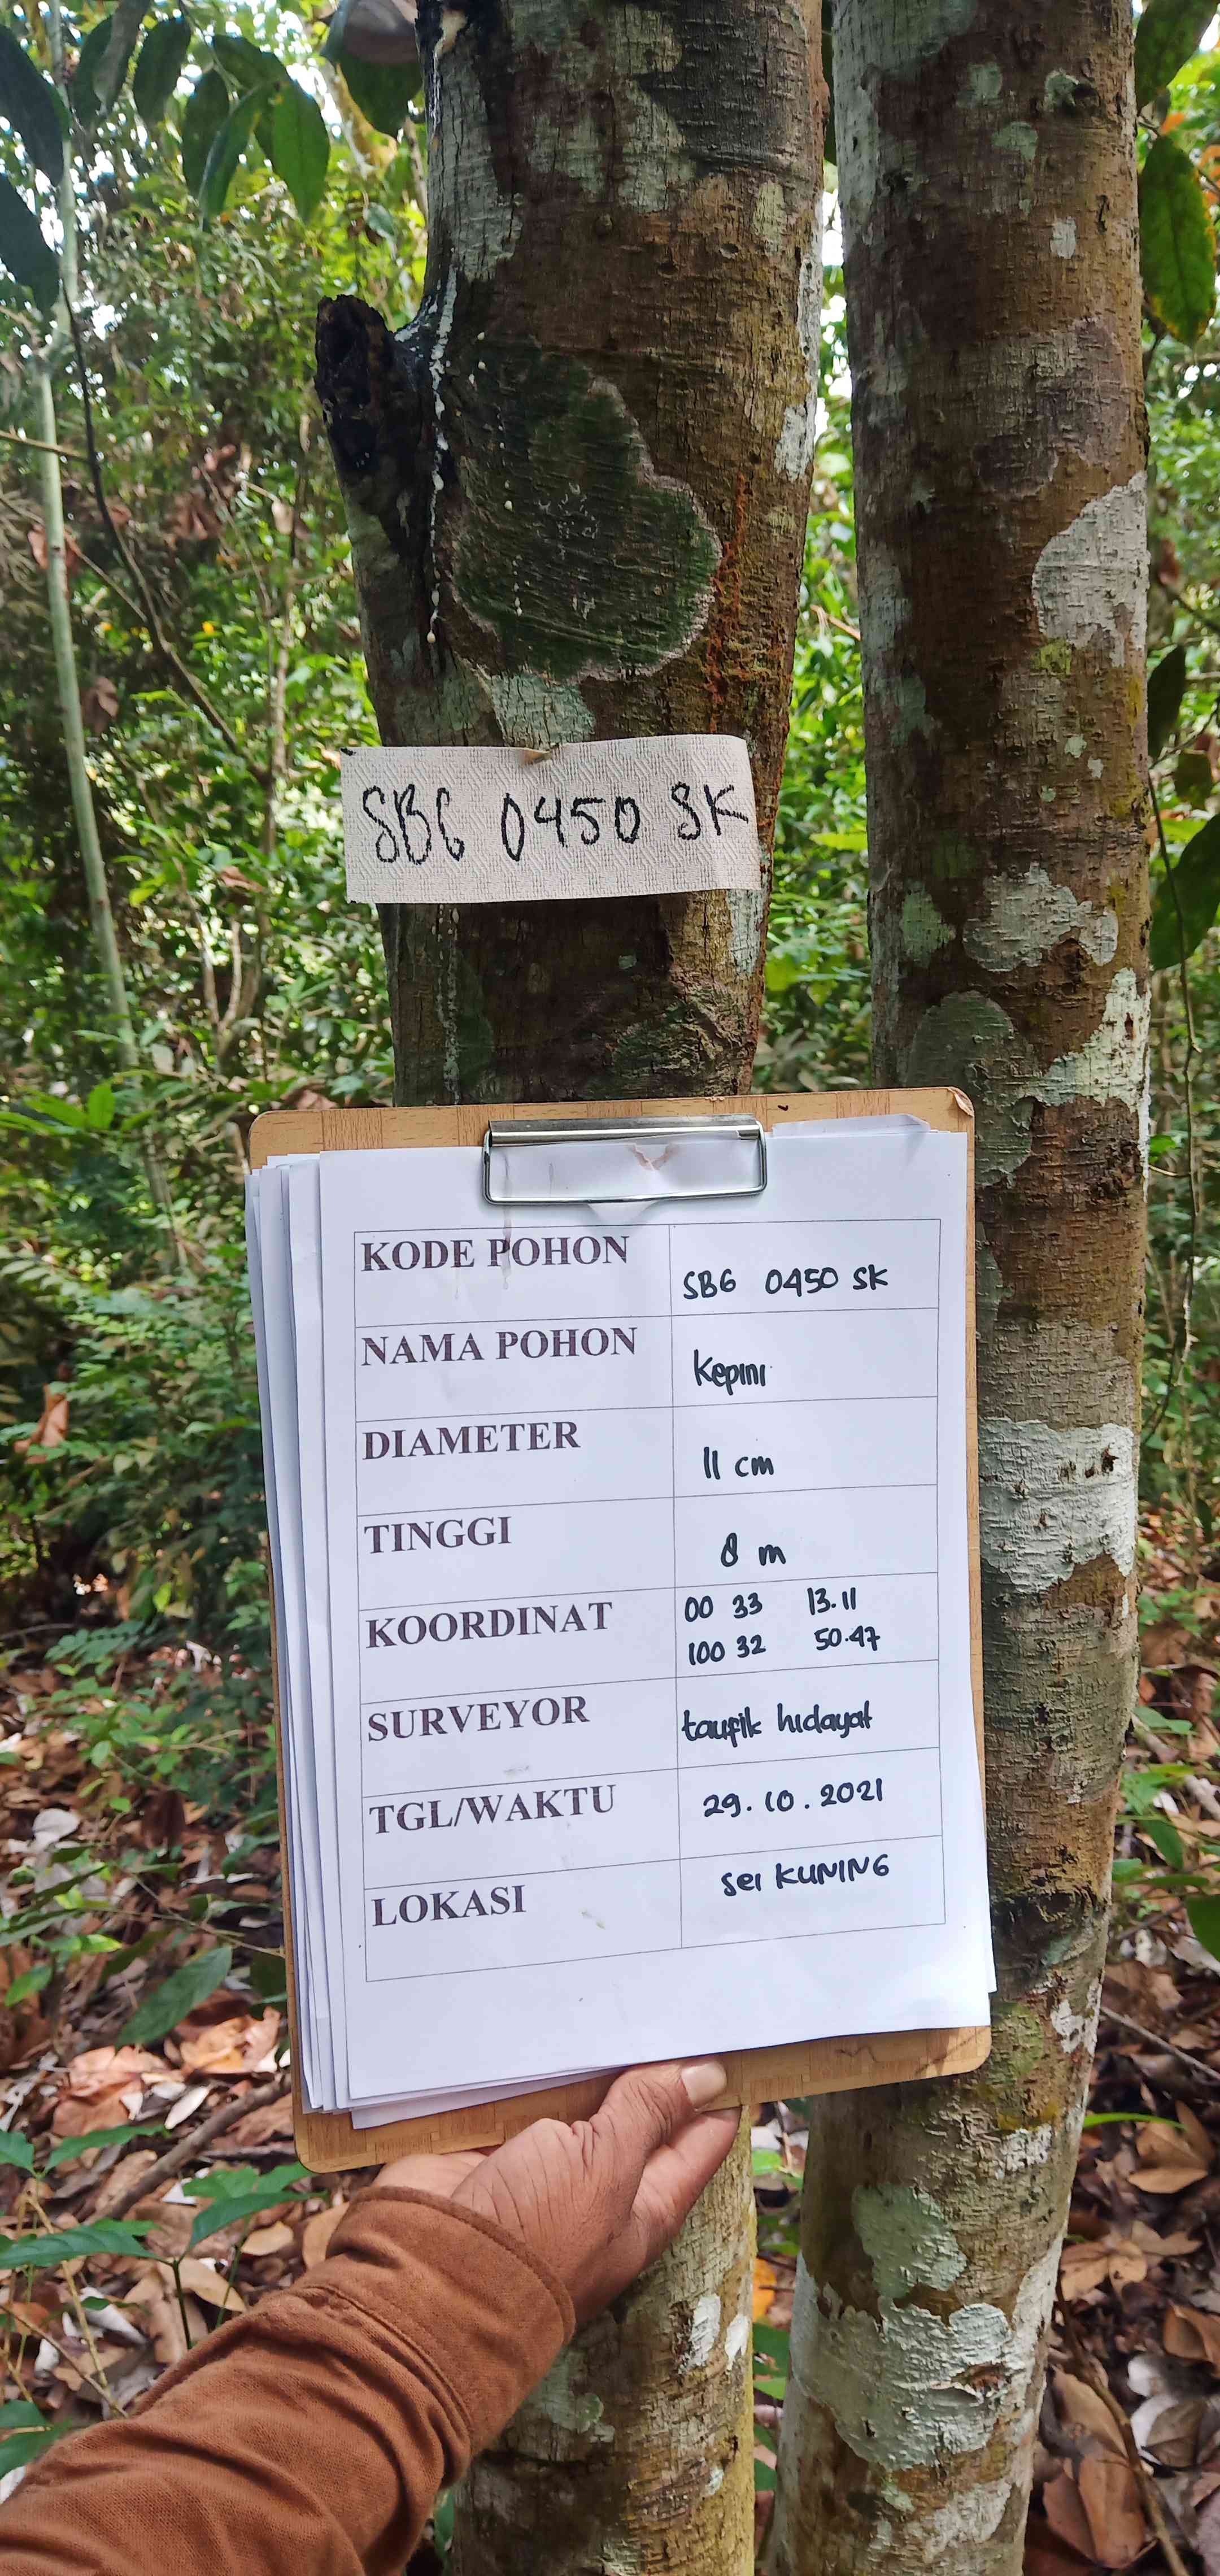 SBG 0450 SK
KODE POHON
SBG 0450 SK
NAMA POHON
Kepini
DIAMETER
11 cm
TINGGI
8 m
KOORDINAT
00 33 13.11
100 32 50.47
SURVEYOR
taufik hidayat
TGL/WAKTU
29.10.2021
LOKASI
Sei KUNING